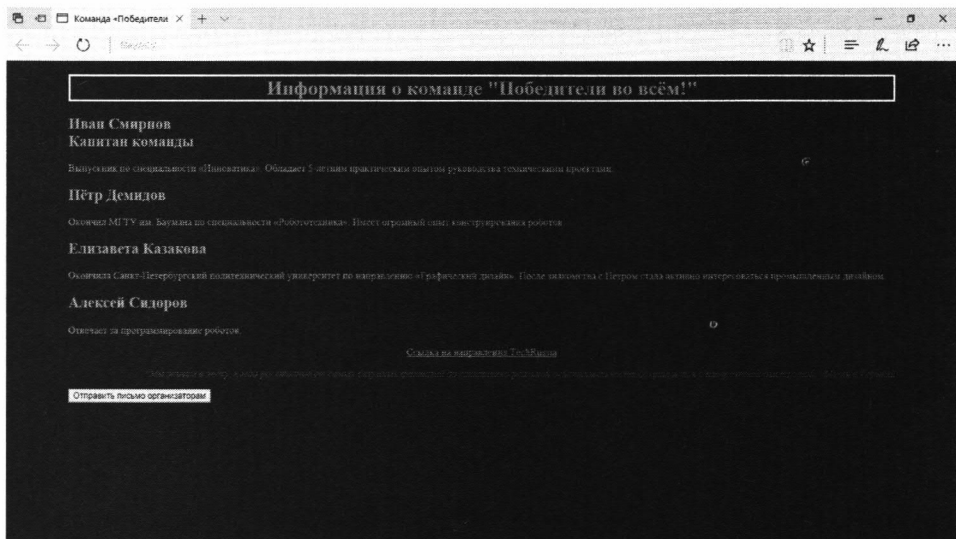 Команда «Победители
Информация о команде "Победители во всём!"
Иван Смирнов
Капитан команды
Выпускник по специальности «Инноватика». Обладает 5-летним практическим опытом руководства техническими проектами.
Пётр Демидов
Окончил МГТУ им. Баумана по специальности «Робототехника». Имеет огромный опыт конструирования роботов.
Елизавета Казакова
Окончила Санкт-Петербургский политехнический университет по направлению «Графический дизайн». После знакомства с Петром стала активно интересоваться промышленным дизайном.
Алексей Сидоров
Отвечает за программирование роботов.
Ссылка на направление
Отправить письмо организаторам